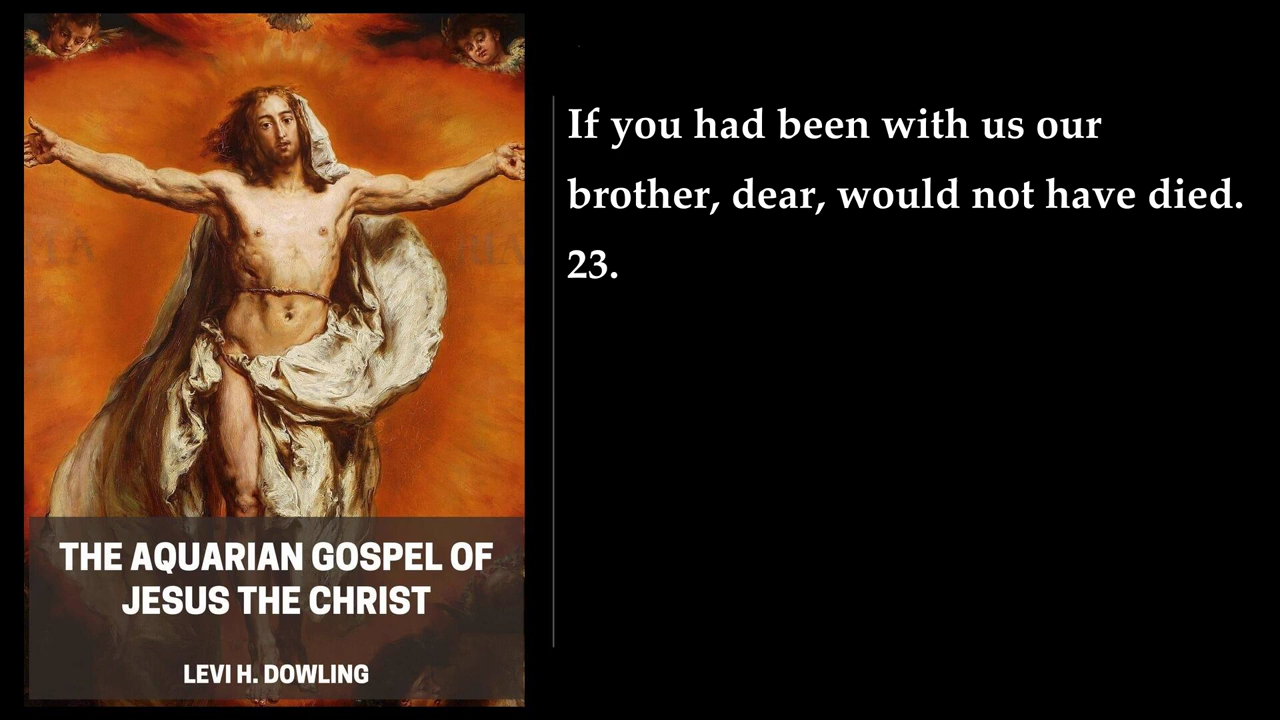 If you had been with us our
brother, dear, would not have died.
23.
THE AQUARIAN GOSPEL OF
JESUS THE CHRIST
LEVI H. DOWLING